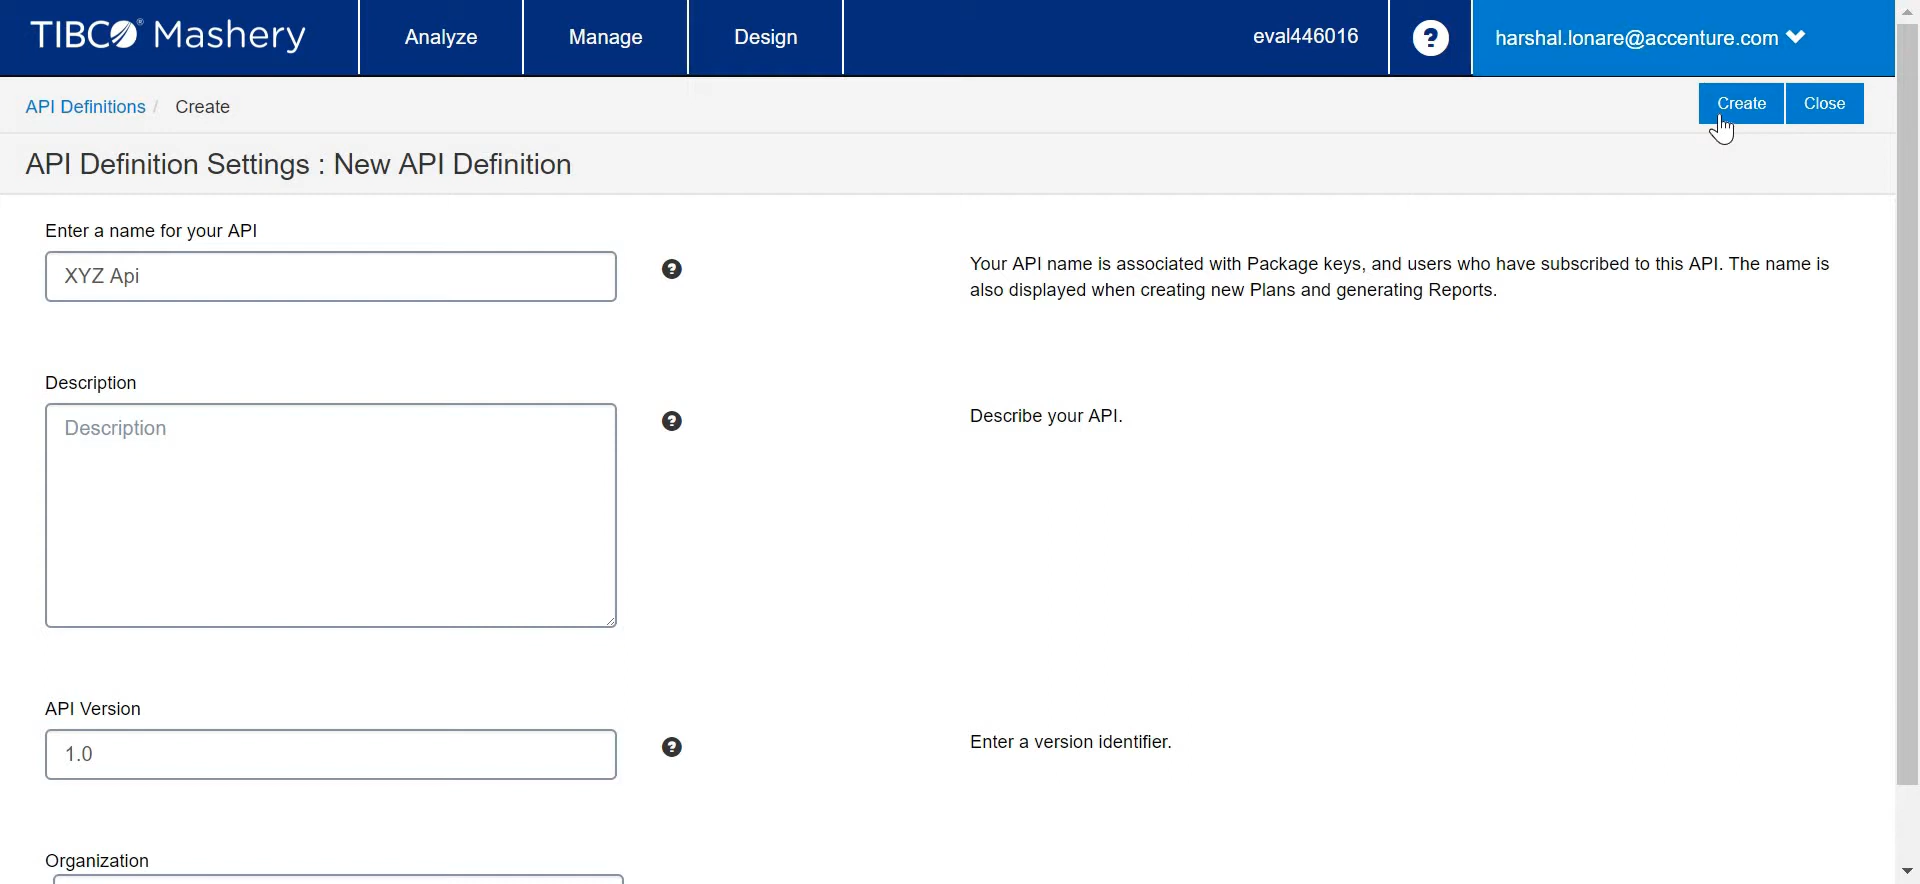 TIBCO® Mashery
Analyze
Manage
Design
eval446016
?
harshal.lonare@accenture.com
API Definitions / Create
Create
Close
API Definition Settings : New API Definition
Enter a name for your API
XYZ Api
?
Your API name is associated with Package keys, and users who have subscribed to this API. The name is
also displayed when creating new Plans and generating Reports.
Description
Description
?
Describe your API.
API Version
1.0
?
Enter a version identifier.
Organization